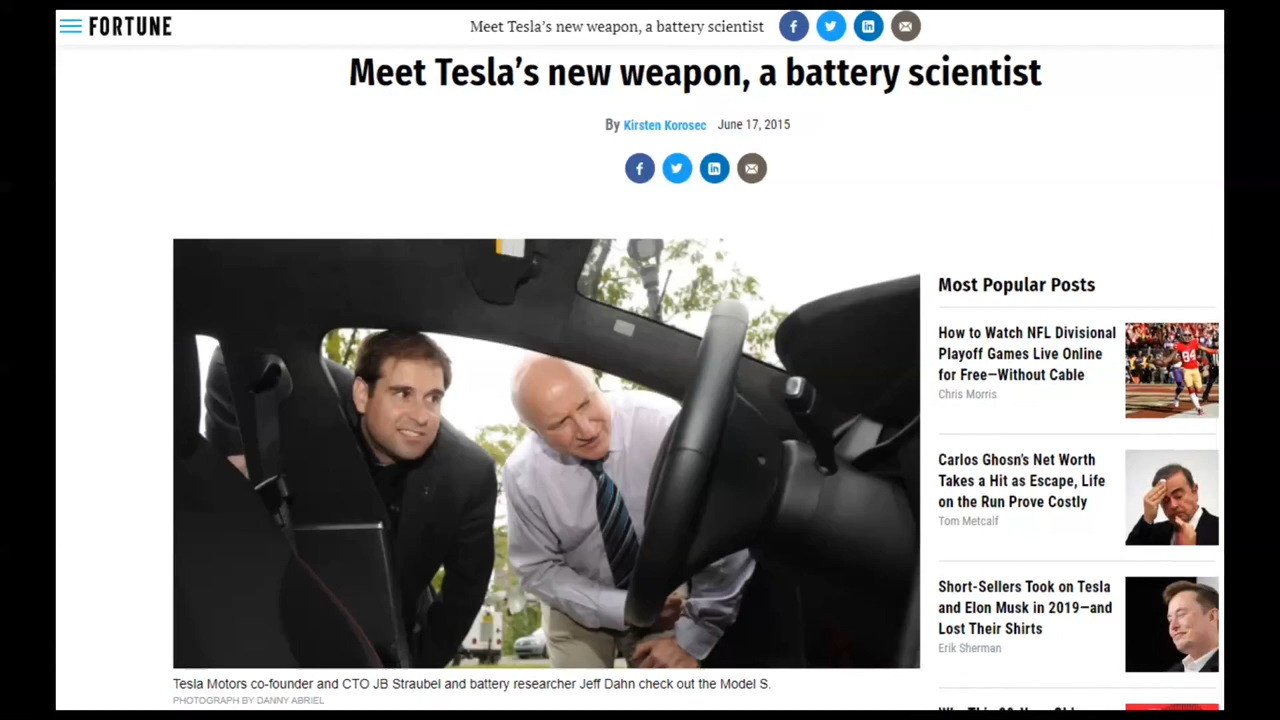 FORTUNE
Meet Tesla’s new weapon, a battery scientist
Meet Tesla’s new weapon, a battery scientist
By Kirsten Korosec June 17, 2015
Tesla Motors co-founder and CTO JB Straubel and battery researcher Jeff Dahn check out the Model S.
PHOTOGRAPH BY DANNY ABRIEL
Most Popular Posts
How to Watch NFL Divisional
Playoff Games Live Online
for Free—Without Cable
Chris Morris
Carlos Ghosn’s Net Worth
Takes a Hit as Escape, Life
on the Run Prove Costly
Tom Metcalf
Short-Sellers Took on Tesla
and Elon Musk in 2019—and
Lost Their Shirts
Erik Sherman